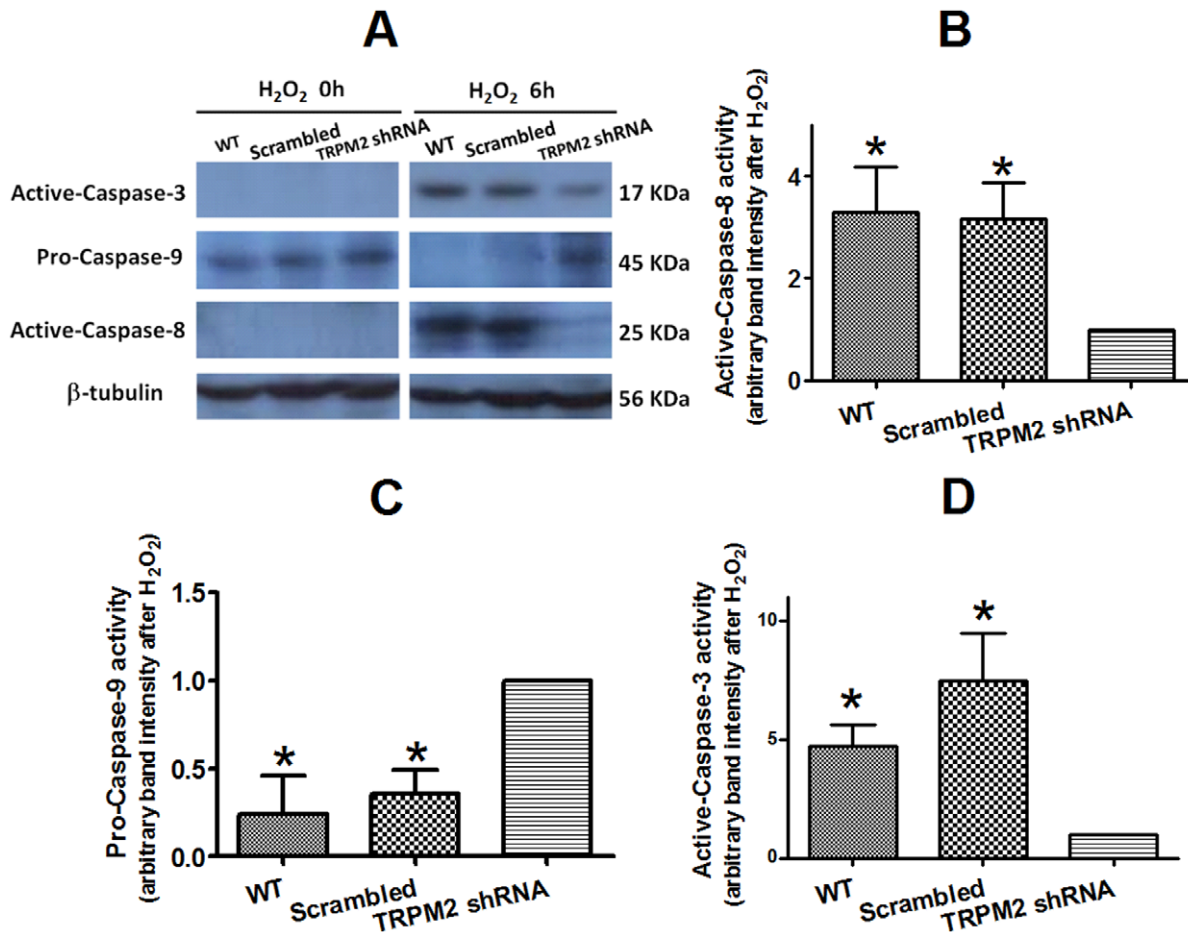 A
H₂O₂ 0h
H₂O₂ 6h
WT
Scrambled
TRPM2 shRNA
WT
Scrambled
TRPM2 shRNA
Active-Caspase-3
17 KDa
Pro-Caspase-9
45 KDa
Active-Caspase-8
25 KDa
β-tubulin
56 KDa
B
Active-Caspase-8 activity
(arbitrary band intensity after H₂O₂)
4
2
0
*
*
WT
Scrambled
TRPM2 shRNA
C
Pro-Caspase-9 activity
(arbitrary band intensity after H₂O₂)
1.5
1.0
0.5
0.0
*
*
WT
Scrambled
TRPM2 shRNA
D
Active-Caspase-3 activity
(arbitrary band intensity after H₂O₂)
10
5
0
*
*
WT
Scrambled
TRPM2 shRNA